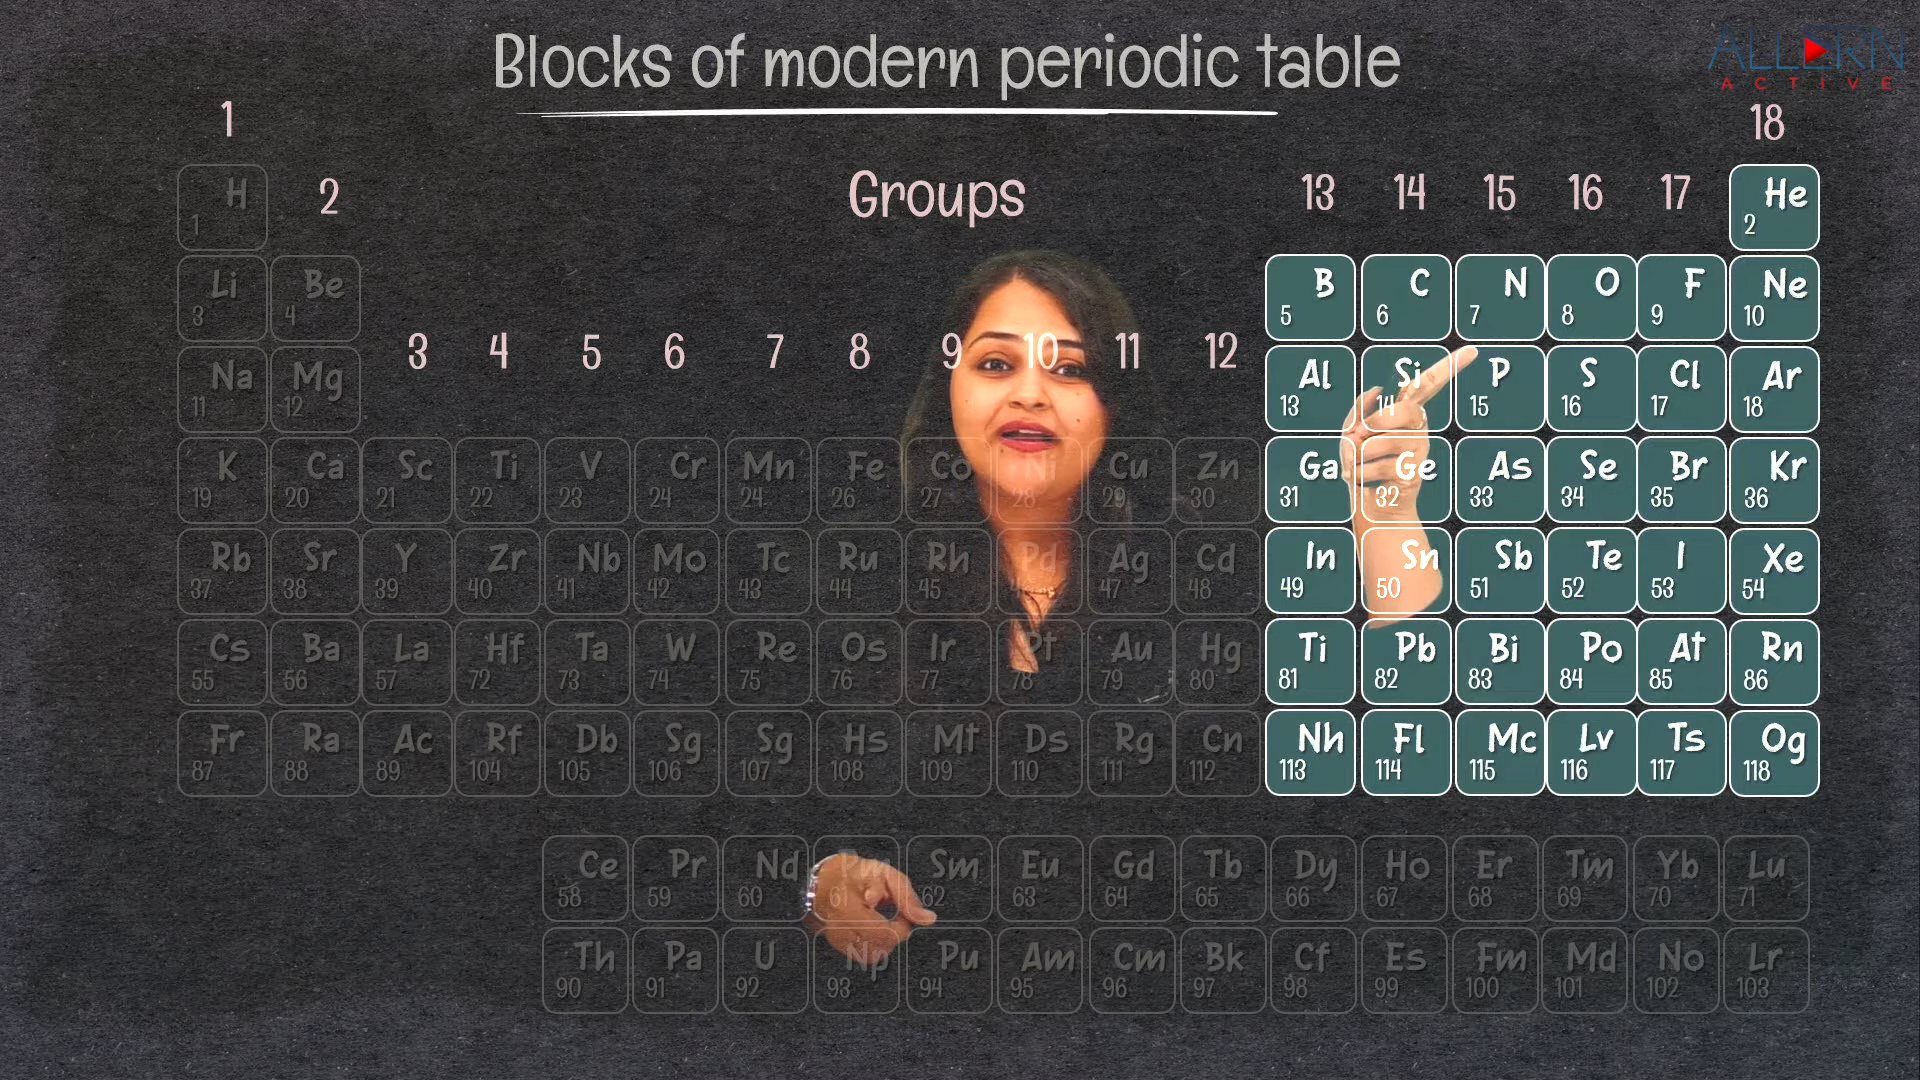 Blocks of modern periodic table
ALLERN
ACTIVE
1
18
2
Groups
13 14 15 16 17
3 4 5 6 7 8 9 10 11 12
H He
1 2
Li Be B C N O F Ne
3 4 5 6 7 8 9 10
Na Mg Al Si P S Cl Ar
11 12 13 14 15 16 17 18
K Ca Sc Ti V Cr Mn Fe Co Ni Cu Zn Ga Ge As Se Br Kr
19 20 21 22 23 24 24 26 27 28 29 30 31 32 33 34 35 36
Rb Sr Y Zr Nb Mo Tc Ru Rh Pd Ag Cd In Sn Sb Te I Xe
37 38 39 40 41 42 43 44 45 47 48 49 50 51 52 53 54
Cs Ba La Hf Ta W Re Os Ir Pt Au Hg Ti Pb Bi Po At Rn
55 56 57 72 73 74 75 76 77 78 79 80 81 82 83 84 85 86
Fr Ra Ac Rf Db Sg Sg Hs Mt Ds Rg Cn Nh Fl Mc Lv Ts Og
87 88 89 104 105 106 107 108 109 110 111 112 113 114 115 116 117 118
Ce Pr Nd Pm Sm Eu Gd Tb Dy Ho Er Tm Yb Lu
58 59 60 61 62 63 64 65 66 67 68 69 70 71
Th Pa U Np Pu Am Cm Bk Cf Es Fm Md No Lr
90 91 92 93 94 95 96 97 98 99 100 101 102 103